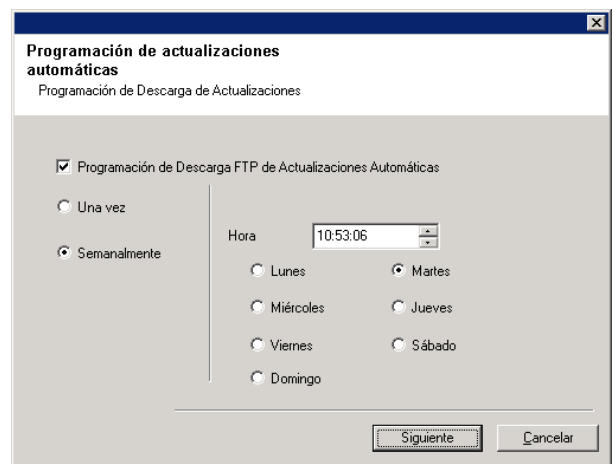 Programación de actualizaciones
automáticas
Programación de Descarga de Actualizaciones
Programación de Descarga FTP de Actualizaciones Automáticas
Una vez
Semanalmente
Hora 10:53:06
Lunes Martes
Miércoles Jueves
Viernes Sábado
Domingo
Siguiente Cancelar